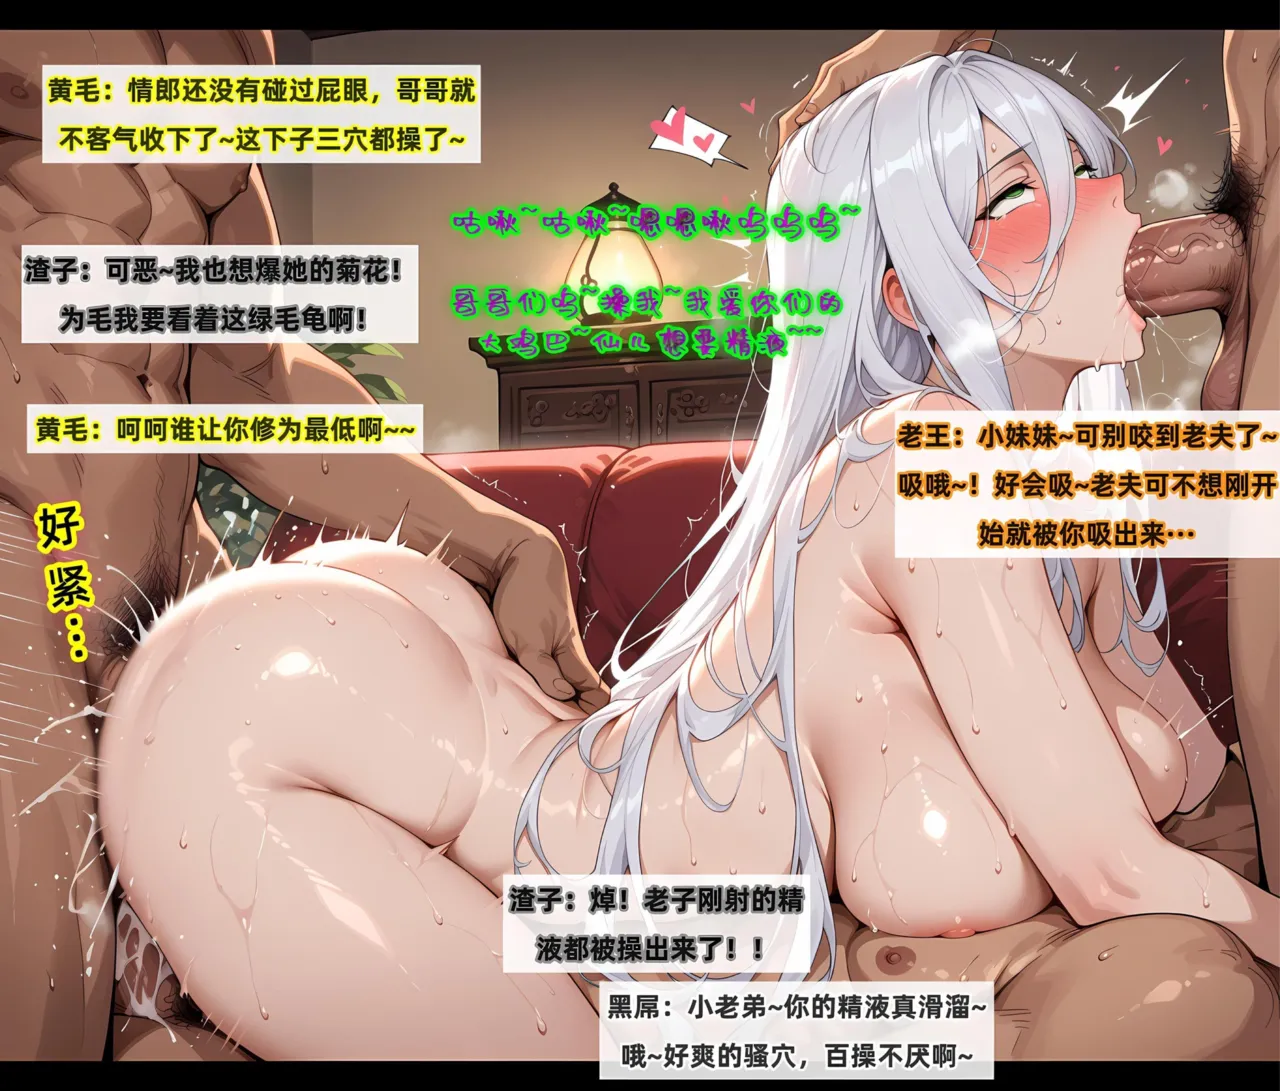 黄毛：情郎还没有碰过屁眼，哥哥就
不客气收下了~这下子三穴都操了~
咕啾~咕啾~嗯嗯啾呜呜呜~
渣子：可恶~我也想爆她的菊花！
为毛我要看着这绿毛龟啊！
哥哥们呜~操我~我爱你们的
大鸡巴~仙儿想要精液~~
黄毛：呵呵谁让你修为最低啊~~
老王：小妹妹~可别咬到老夫了~
吸哦~！好会吸~老夫可不想刚开
始就被你吸出来…
好
紧
…
渣子：焯！老子刚射的精
液都被操出来了！！
黑屌：小老弟~你的精液真滑溜~
哦~好爽的骚穴，百操不厌啊~